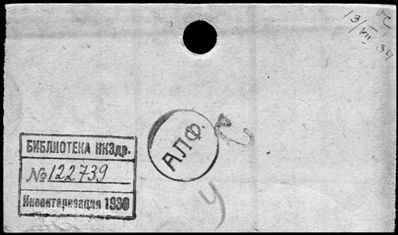 13/VII 34
АЛФ.
С
У
БИБЛИОТЕКА НКЗдр.
№ 122739
Инвентаризация 1938